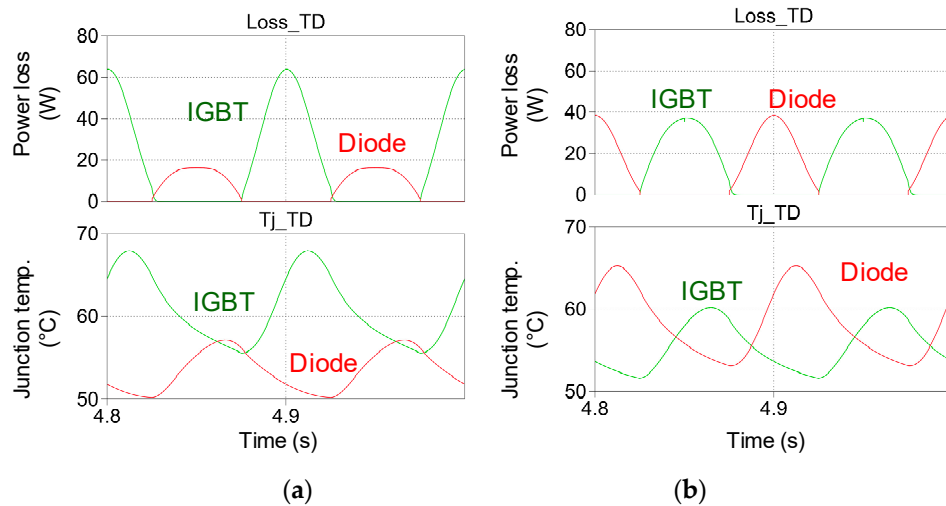 Loss_TD
80
60
40
20
0
Power loss
(W)
IGBT
Diode
Tj_TD
70
60
50
Junction temp.
(°C)
IGBT
Diode
4.8
4.9
Time (s)
(a)
Loss_TD
80
60
40
20
0
Power loss
(W)
IGBT
Diode
Tj_TD
70
60
50
Junction temp.
(°C)
IGBT
Diode
4.8
4.9
Time (s)
(b)